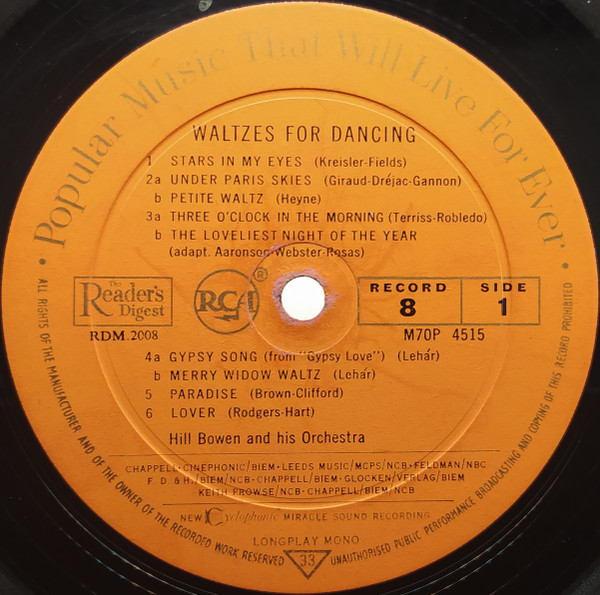 • Popular Music That Will Live For Ever •
WALTZES FOR DANCING
1 STARS IN MY EYES (Kreisler-Fields)
2a UNDER PARIS SKIES (Giraud-Dréjac-Gannon)
b PETITE WALTZ (Heyne)
3a THREE O'CLOCK IN THE MORNING (Terriss-Robledo)
b THE LOVELIEST NIGHT OF THE YEAR
(adapt. Aaronson-Webster-Rosas)
The Reader's Digest
RCA ®
RECORD 8
SIDE 1
RDM.2008
M70P 4515
4a GYPSY SONG (from "Gypsy Love") (Lehár)
b MERRY WIDOW WALTZ (Lehár)
5 PARADISE (Brown-Clifford)
6 LOVER (Rodgers-Hart)
Hill Bowen and his Orchestra
CHAPPELL·CINEPHONIC/BIEM·LEEDS MUSIC/MCPS/NCB·FELDMAN/NBC
F. D. & H./BIEM/NCB·CHAPPELL/BIEM·GLOCKEN/VERLAG/BIEM
KEITH PROWSE/NCB·CHAPPELL/BIEM/NCB
NEW Cyclophonic MIRACLE SOUND RECORDING
LONGPLAY MONO
33
ALL RIGHTS OF THE MANUFACTURER AND OF THE OWNER OF THE RECORDED WORK RESERVED
UNAUTHORISED PUBLIC PERFORMANCE BROADCASTING AND COPYING OF THIS RECORD PROHIBITED